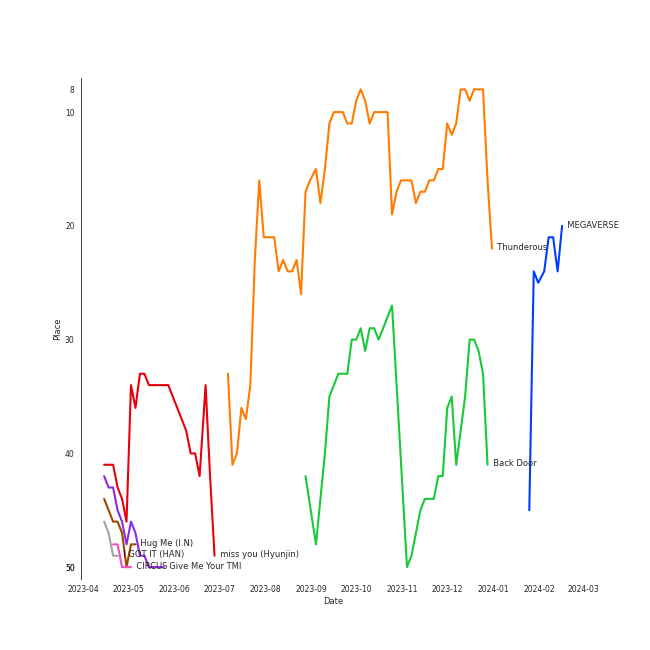 8
10
20
30
40
50
Place
Thunderous
MEGAVERSE
Back Door
Hug Me (I.N)
GOT IT (HAN)
miss you (Hyunjin)
CIRCUS Give Me Your TMI
2023-04 2023-05 2023-06 2023-07 2023-08 2023-09 2023-10 2023-11 2023-12 2024-01 2024-02 2024-03
Date